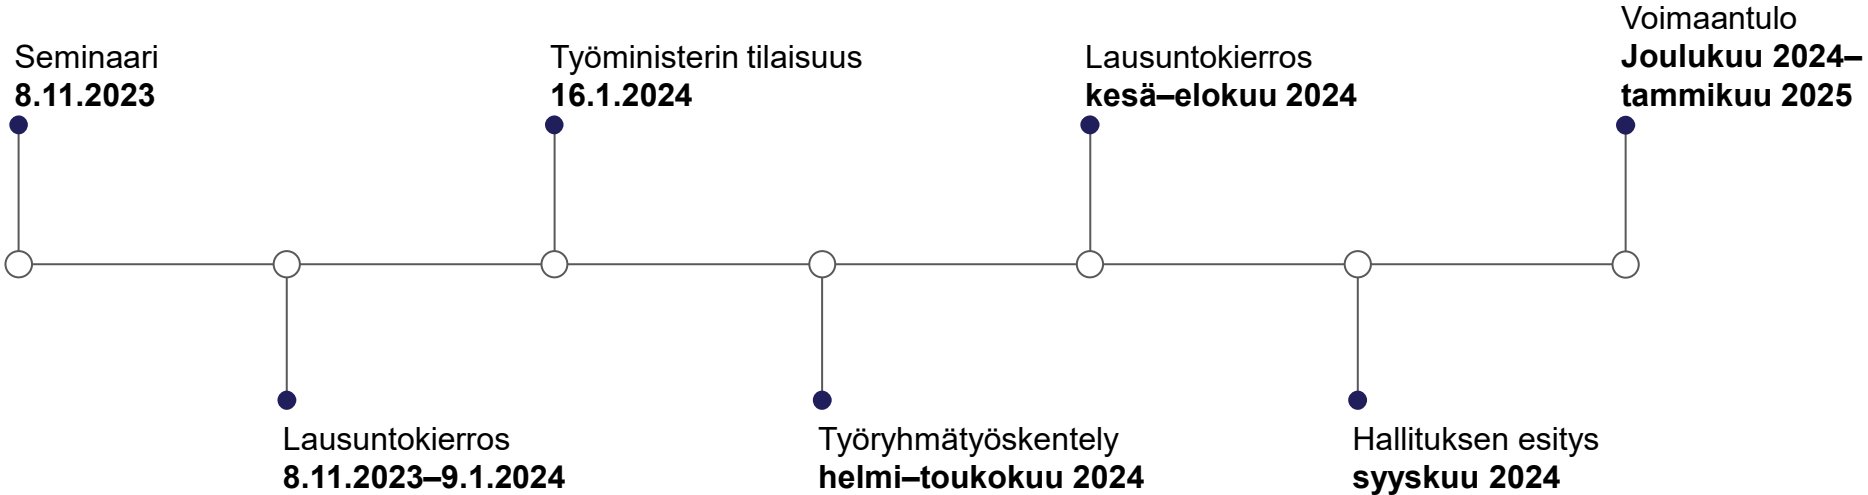 Seminaari
8.11.2023
Lausuntokierros
8.11.2023–9.1.2024
Työministerin tilaisuus
16.1.2024
Työryhmätyöskentely
helmi–toukokuu 2024
Lausuntokierros
kesä–elokuu 2024
Hallituksen esitys
syyskuu 2024
Voimaantulo
Joulukuu 2024–
tammikuu 2025